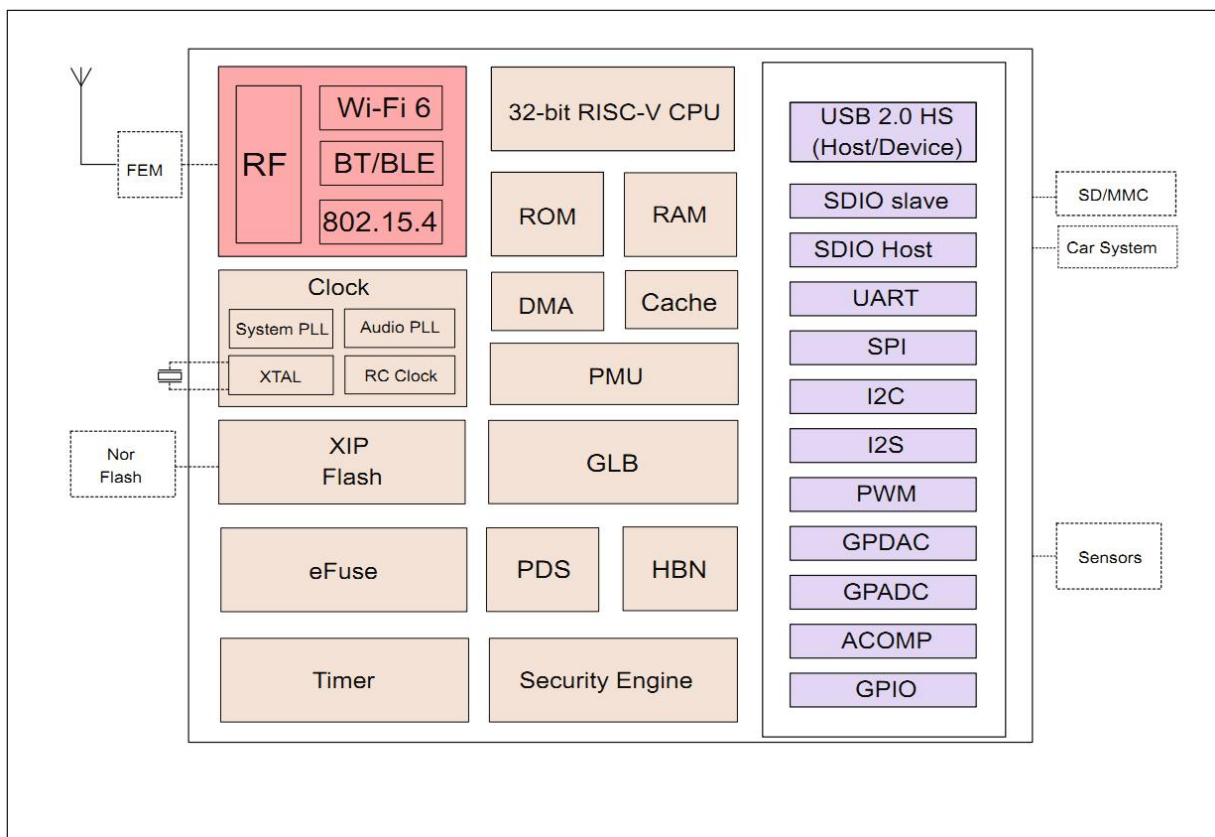 FEM
RF
Wi-Fi 6
BT/BLE
802.15.4
Clock
System PLL
Audio PLL
XTAL
RC Clock
Nor
Flash
XIP
Flash
eFuse
Timer
32-bit RISC-V CPU
ROM
RAM
DMA
Cache
PMU
GLB
PDS
HBN
Security Engine
USB 2.0 HS
(Host/Device)
SDIO slave
SDIO Host
UART
SPI
I2C
I2S
PWM
GPDAC
GPADC
ACOMP
GPIO
SD/MMC
Car System
Sensors